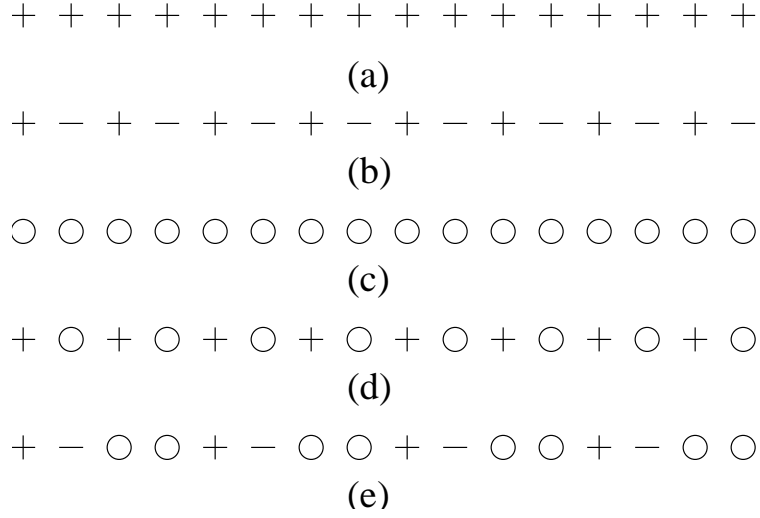 + + + + + + + + + + + + + + + +
(a)
+ − + − + − + − + − + − + − + −
(b)
○ ○ ○ ○ ○ ○ ○ ○ ○ ○ ○ ○ ○ ○ ○ ○
(c)
+ ○ + ○ + ○ + ○ + ○ + ○ + ○ + ○
(d)
+ − ○ ○ + − ○ ○ + − ○ ○ + − ○ ○
(e)